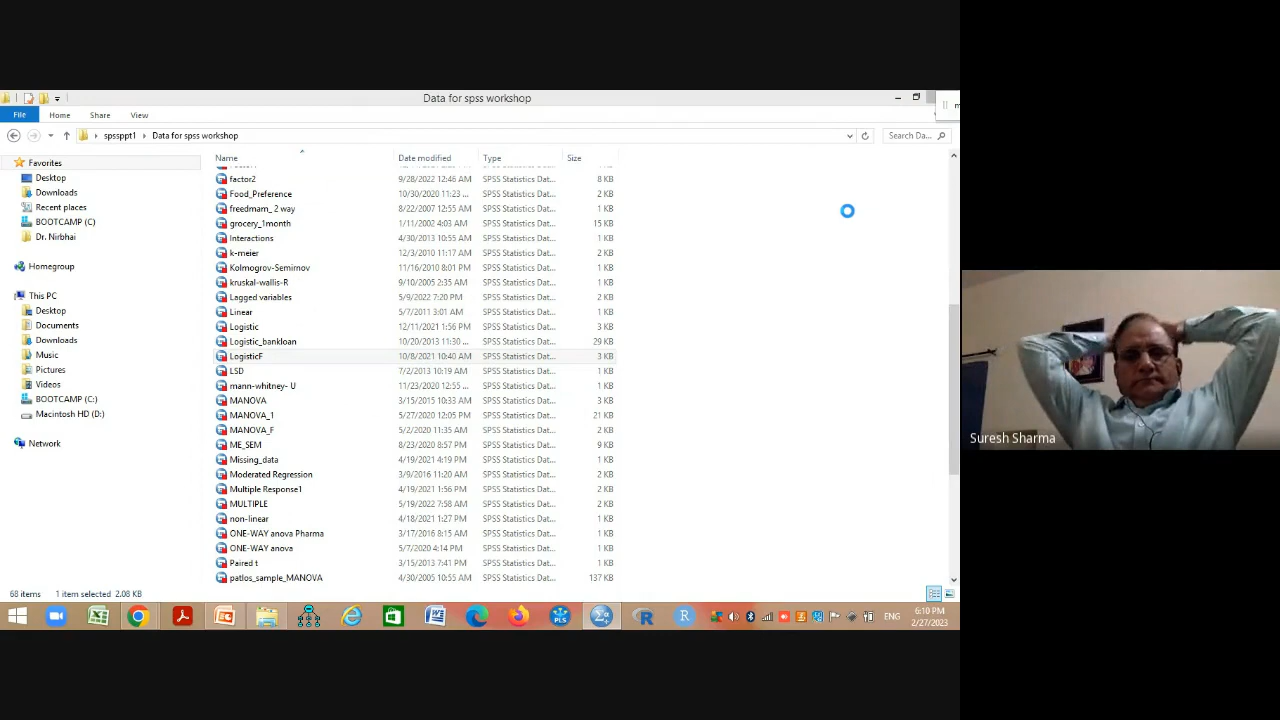 Data for spss workshop
File Home Share View
spssppt1 Data for spss workshop Search Da...
Name Date modified Type Size
Favorites
Desktop
Downloads
Recent places
BOOTCAMP (C)
Dr. Nirbhai
Homegroup
This PC
Desktop
Documents
Downloads
Music
Pictures
Videos
BOOTCAMP (C:)
Macintosh HD (D:)
Network
factor2 9/28/2022 12:46 AM SPSS Statistics Dat... 8 KB
Food_Preference 10/30/2020 11:23 ... SPSS Statistics Dat... 2 KB
freedmam_ 2 way 8/22/2007 12:55 AM SPSS Statistics Dat... 1 KB
grocery_1month 1/11/2002 4:03 AM SPSS Statistics Dat... 15 KB
Interactions 4/30/2013 10:55 AM SPSS Statistics Dat... 1 KB
k-meier 12/3/2010 11:17 AM SPSS Statistics Dat... 2 KB
Kolmogrov-Semirnov 11/16/2010 8:01 PM SPSS Statistics Dat... 1 KB
kruskal-wallis-R 9/10/2005 2:35 AM SPSS Statistics Dat... 1 KB
Lagged variables 5/9/2022 7:20 PM SPSS Statistics Dat... 2 KB
Linear 5/7/2011 3:01 AM SPSS Statistics Dat... 1 KB
Logistic 12/11/2021 1:56 PM SPSS Statistics Dat... 3 KB
Logistic_bankloan 10/20/2013 11:30 ... SPSS Statistics Dat... 29 KB
LogisticF 10/8/2021 10:40 AM SPSS Statistics Dat... 3 KB
LSD 7/2/2013 10:19 AM SPSS Statistics Dat... 1 KB
mann-whitney- U 11/23/2020 12:55 ... SPSS Statistics Dat... 1 KB
MANOVA 3/15/2015 10:33 AM SPSS Statistics Dat... 3 KB
MANOVA_1 5/27/2020 12:05 PM SPSS Statistics Dat... 21 KB
MANOVA_F 5/2/2020 11:35 AM SPSS Statistics Dat... 2 KB
ME_SEM 8/23/2020 8:57 PM SPSS Statistics Dat... 9 KB
Missing_data 4/19/2021 4:19 PM SPSS Statistics Dat... 1 KB
Moderated Regression 3/9/2016 11:20 AM SPSS Statistics Dat... 2 KB
Multiple Response1 4/19/2021 1:56 PM SPSS Statistics Dat... 2 KB
MULTIPLE 5/19/2022 7:58 AM SPSS Statistics Dat... 2 KB
non-linear 4/18/2021 1:27 PM SPSS Statistics Dat... 1 KB
ONE-WAY anova Pharma 3/17/2016 8:15 AM SPSS Statistics Dat... 1 KB
ONE-WAY anova 5/7/2020 4:14 PM SPSS Statistics Dat... 1 KB
Paired t 3/15/2013 7:41 PM SPSS Statistics Dat... 1 KB
patlos_sample_MANOVA 4/30/2005 10:55 AM SPSS Statistics Dat... 137 KB
68 items 1 item selected 2.08 KB
PLS
ENG
6:10 PM
2/27/2023
Suresh Sharma